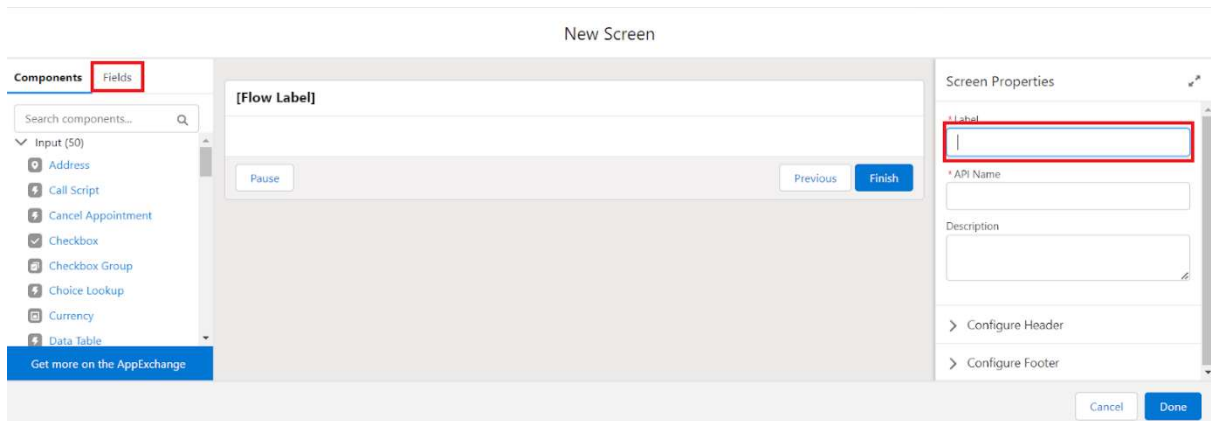 New Screen
Components Fields
Search components...
Input (50)
Address
Call Script
Cancel Appointment
Checkbox
Checkbox Group
Choice Lookup
Currency
Data Table
Get more on the AppExchange
[Flow Label]
Pause Previous Finish
Screen Properties
* Label
* API Name
Description
Configure Header
Configure Footer
Cancel Done